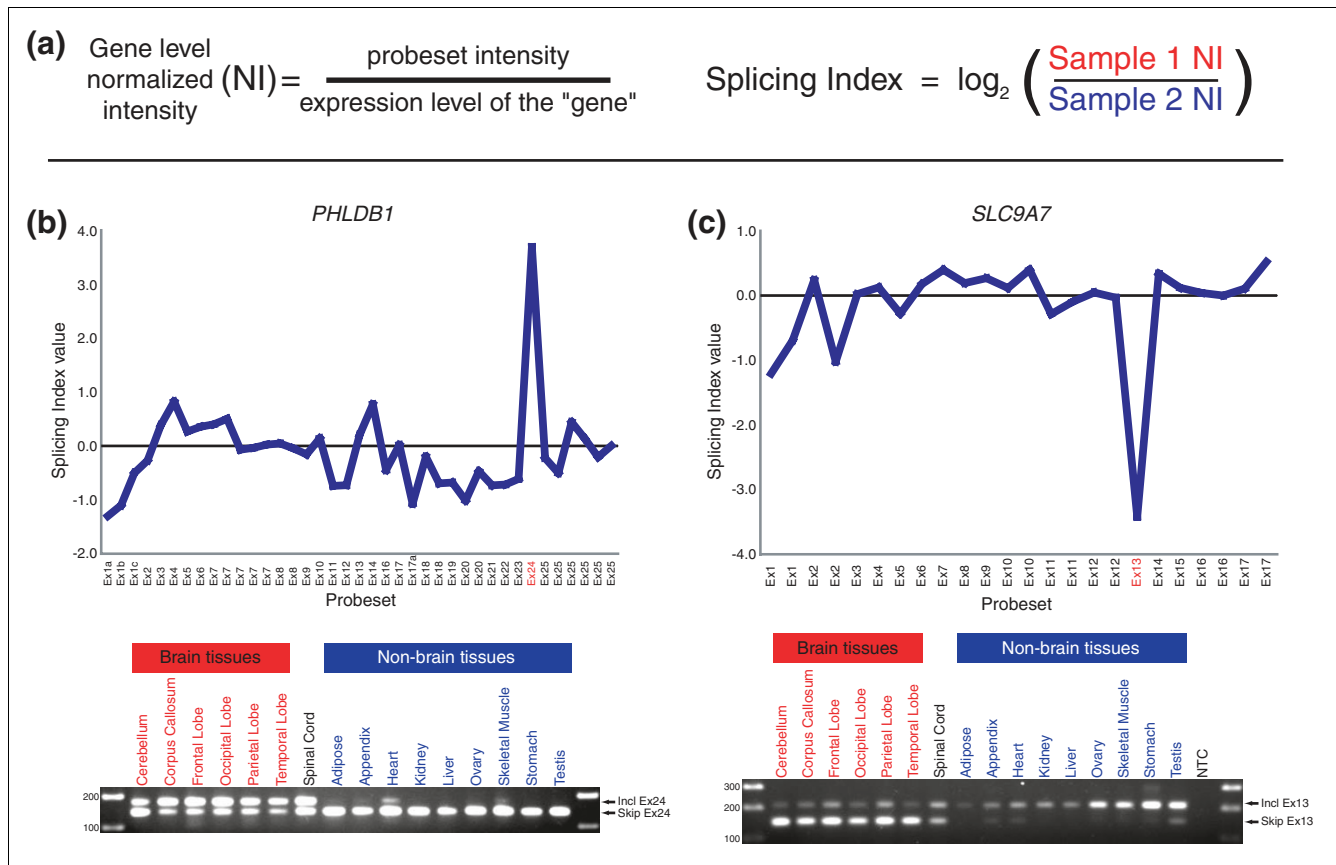 (a)
Gene level
normalized
intensity
(NI)=
probeset intensity
expression level of the "gene"
Splicing Index = log₂ (Sample 1 NI
Sample 2 NI)
(b)
PHLDB1
4.0
3.0
2.0
1.0
0.0
-1.0
-2.0
Splicing Index value
Ex1a
Ex1b
Ex1c
Ex2
Ex3
Ex4
Ex5
Ex6
Ex7
Ex7
Ex7
Ex7
Ex7
Ex8
Ex8
Ex9
Ex10
Ex11
Ex12
Ex13
Ex14
Ex16
Ex17
Ex17a
Ex18
Ex18
Ex19
Ex20
Ex20
Ex21
Ex22
Ex23
Ex24
Ex25
Ex25
Ex25
Ex25
Ex25
Ex25
Probeset
Brain tissues
Non-brain tissues
Cerebellum
Corpus Callosum
Frontal Lobe
Occipital Lobe
Parietal Lobe
Temporal Lobe
Spinal Cord
Adipose
Appendix
Heart
Kidney
Liver
Ovary
Skeletal Muscle
Stomach
Testis
200
100
Incl Ex24
Skip Ex24
(c)
SLC9A7
1.0
0.0
-1.0
-2.0
-3.0
-4.0
Splicing Index value
Ex1
Ex1
Ex2
Ex2
Ex3
Ex4
Ex5
Ex6
Ex7
Ex8
Ex9
Ex10
Ex10
Ex11
Ex11
Ex12
Ex12
Ex13
Ex14
Ex15
Ex16
Ex16
Ex17
Ex17
Probeset
Brain tissues
Non-brain tissues
Cerebellum
Corpus Callosum
Frontal Lobe
Occipital Lobe
Parietal Lobe
Temporal Lobe
Spinal Cord
Adipose
Appendix
Heart
Kidney
Liver
Ovary
Skeletal Muscle
Stomach
Testis
NTC
300
200
100
Incl Ex13
Skip Ex13